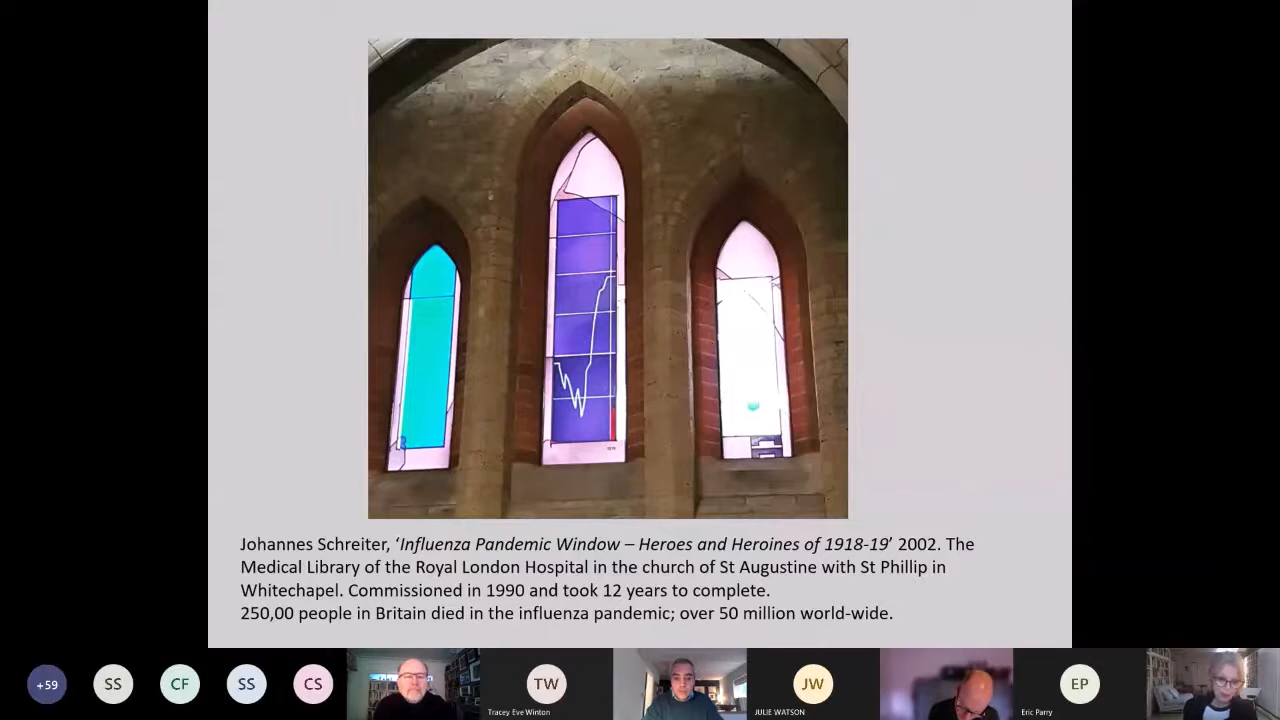 Johannes Schreiter, ‘Influenza Pandemic Window – Heroes and Heroines of 1918-19’ 2002. The
Medical Library of the Royal London Hospital in the church of St Augustine with St Phillip in
Whitechapel. Commissioned in 1990 and took 12 years to complete.
250,00 people in Britain died in the influenza pandemic; over 50 million world-wide.
+59
SS
CF
SS
CS
TW
Tracey Eve Winton
JW
JULIE WATSON
EP
Eric Parry